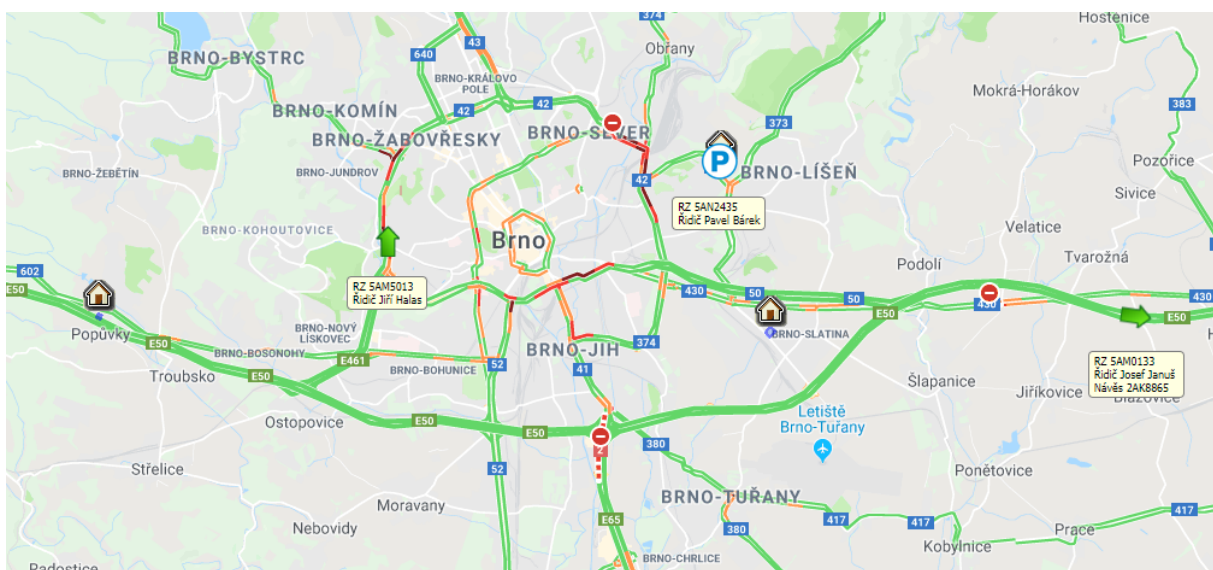 374
Hostěnice
43
Obřany
BRNO-BYSTRC
640
BRNO-KRÁLOVO
POLE
Mokrá-Horákov
BRNO-KOMÍN
42
42
383
373
BRNO-ŽABOVŘESKY
BRNO-SEVER
Pozořice
BRNO-ŽEBĚTÍN
BRNO-JUNDROV
P
BRNO-LÍŠEŇ
42
Sivice
RZ 5AN2435
Řidič Pavel Bárek
BRNO-KOHOUTOVICE
Brno
Velatice
Tvarožná
Podolí
602
E50
RZ 5AM5013
Řidič Jiří Halas
430
50
50
430
430
E50
E50
Popůvky
E50
BRNO-NOVÝ
LÍSKOVEC
BRNO-SLATINA
374
BRNO-BOSONOHY
E461
BRNO-JIH
52
BRNO-BOHUNICE
41
RZ 5AM0133
Řidič Josef Januš
Návěs 2AK8865
Troubsko
E50
Šlapanice
Jiříkovice
Blažovice
Letiště
Brno-Tuřany
Ostopovice
E50
E50
2
380
Střelice
52
Ponětovice
Moravany
BRNO-TUŘANY
E65
417
417
417
Nebovidy
380
Prace
Kobylnice
BRNO-CHRLICE
Radostice